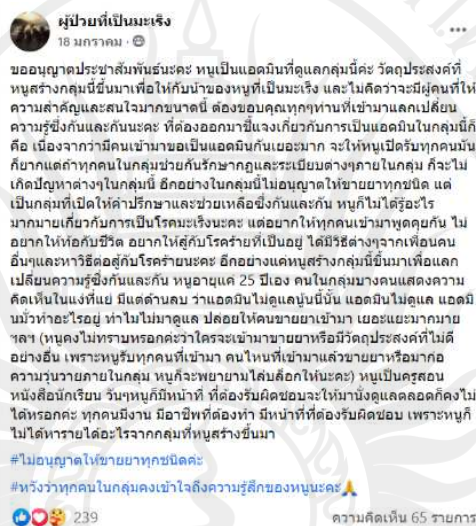 ผู้ป่วยที่เป็นมะเร็ง
18 มกราคม ·
ขออนุญาตประชาสัมพันธ์นะคะ หนูเป็นแอดมินที่ดูแลกลุ่มนี้ค่ะ วัตถุประสงค์ที่
หนูสร้างกลุ่มนี้ขึ้นมาเพื่อให้กับน้าของหนูที่เป็นมะเร็ง และไม่คิดว่าจะมีผู้คนที่ให้
ความสำคัญและสนใจมากขนาดนี้ ต้องขอบคุณทุกๆท่านที่เข้ามาแลกเปลี่ยน
ความรู้ซึ่งกันและกันนะคะ ที่ต้องออกมาชี้แจงเกี่ยวกับการเป็นแอดมินในกลุ่มนี้ก็
คือ เนื่องจากว่ามีคนเข้ามาขอเป็นแอดมินกันเยอะมาก จะให้หนูเปิดรับทุกคนมัน
ก็ยากแต่ถ้าทุกคนในกลุ่มช่วยกันรักษากฎและระเบียบต่างๆภายในกลุ่ม ก็จะไม่
เกิดปัญหาต่างๆในกลุ่มนี้ อีกอย่างในกลุ่มนี้ไม่อนุญาตให้ขายยาทุกชนิด แต่
เป็นกลุ่มที่เปิดให้คำปรึกษาและช่วยเหลือซึ่งกันและกัน หนูก็ไม่ได้รู้อะไร
มากมายเกี่ยวกับการเป็นโรคมะเร็งนะคะ แต่อยากให้ทุกคนเข้ามาพูดคุยกัน ไม่
อยากให้ท้อกับชีวิต อยากให้สู้กับโรคร้ายที่เป็นอยู่ ได้มีวิธีต่างๆจากเพื่อนคน
อื่นๆและหาวิธีต่อสู้กับโรคร้ายนะคะ อีกอย่างแค่หนูสร้างกลุ่มนี้ขึ้นมาเพื่อแลก
เปลี่ยนความรู้ซึ่งกันและกัน หนูอายุแค่ 25 ปีเอง คนในกลุ่มบางคนแสดงความ
คิดเห็นในแง่ที่แย่ มีแต่ด้านลบ ว่าแอดมินไม่ดูแลนู้นนี้นั้น แอดมินไม่ดูแล แอดมิ
นมัวทำอะไรอยู่ ทำไมไม่มาดูแล ปล่อยให้คนขายยาเข้ามา เยอะแยะมากมาย
ฯลฯ (หนูคงไม่ทราบหรอกค่ะว่าใครจะเข้ามาขายยาหรือมีวัตถุประสงค์ที่ไม่ดี
อย่างอื่น เพราะหนูรับทุกคนที่เข้ามา คนไหนที่เข้ามาแล้วขายยาหรือมาก่อ
ความวุ่นวายภายในกลุ่ม หนูก็จะพยายามไล่บล็อกให้นะคะ) หนูเป็นครูสอน
หนังสือนักเรียน วันๆหนูก็มีหน้าที่ ที่ต้องรับผิดชอบจะให้มานั่งดูแลตลอดก็คงไม่
ได้หรอกค่ะ ทุกคนมีงาน มีอาชีพที่ต้องทำ มีหน้าที่ที่ต้องรับผิดชอบ เพราะหนูก็
ไม่ได้หารายได้อะไรจากกลุ่มที่หนูสร้างขึ้นมา
#ไม่อนุญาตให้ขายยาทุกชนิดค่ะ
#หวังว่าทุกคนในกลุ่มคงเข้าใจถึงความรู้สึกของหนูนะคะ🙏
239 ความคิดเห็น 65 รายการ